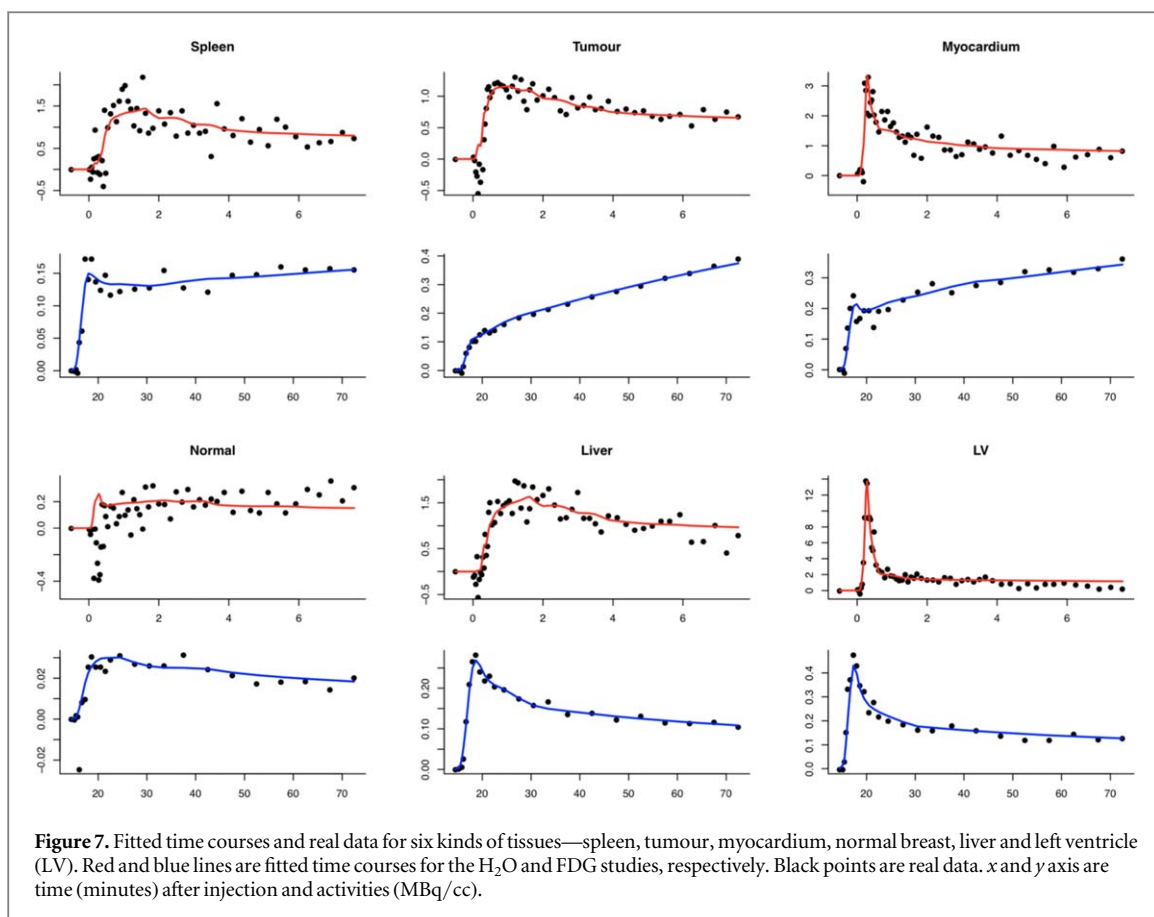 Spleen
Tumour
Myocardium
1.5
0.5
−0.5
0 2 4 6
1.0
0.5
0.0
−0.5
0 2 4 6
3
2
1
0
0 2 4 6
0.15
0.10
0.05
0.00
20 30 40 50 60 70
0.4
0.3
0.2
0.1
0.0
20 30 40 50 60 70
0.3
0.2
0.1
0.0
20 30 40 50 60 70
Normal
Liver
LV
0.2
0.0
−0.4
0 2 4 6
1.5
0.5
−0.5
0 2 4 6
12
8
6
4
2
0
0 2 4 6
0.02
0.00
−0.02
20 30 40 50 60 70
0.20
0.10
0.00
20 30 40 50 60 70
0.4
0.3
0.2
0.1
0.0
20 30 40 50 60 70
Figure 7. Fitted time courses and real data for six kinds of tissues—spleen, tumour, myocardium, normal breast, liver and left ventricle
(LV). Red and blue lines are fitted time courses for the H₂O and FDG studies, respectively. Black points are real data. x and y axis are
time (minutes) after injection and activities (MBq/cc).